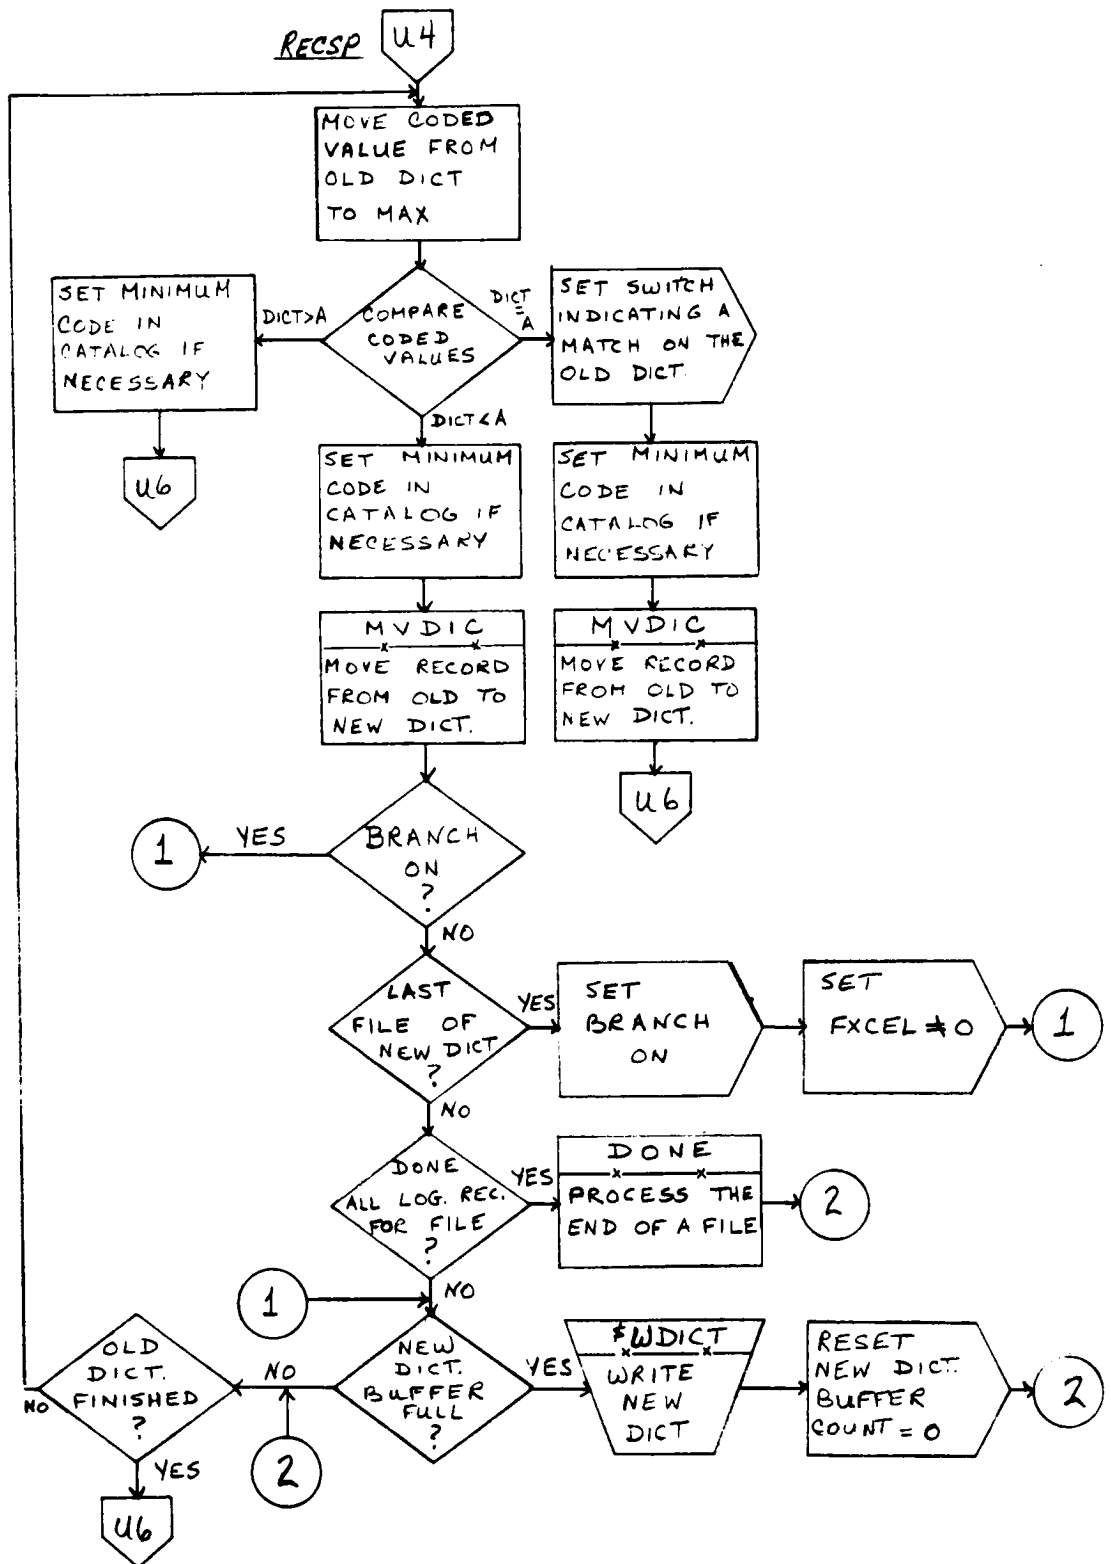 RECSP
U4
MOVE CODED
VALUE FROM
OLD DICT
TO MAX
SET MINIMUM
CODE IN
CATALOG IF
NECESSARY
DICT>A
COMPARE
CODED
VALUES
DICT
=
A
SET SWITCH
INDICATING A
MATCH ON THE
OLD DICT.
U6
DICT<A
SET MINIMUM
CODE IN
CATALOG IF
NECESSARY
SET MINIMUM
CODE IN
CATALOG IF
NECESSARY
MVDIC
MOVE RECORD
FROM OLD TO
NEW DICT.
MVDIC
MOVE RECORD
FROM OLD TO
NEW DICT.
U6
1
YES
BRANCH
ON
?
NO
LAST
FILE OF
NEW DICT
?
YES
SET
BRANCH
ON
SET
FXCEL ≠ 0
1
NO
DONE
ALL LOG. REC.
FOR FILE
?
YES
DONE
PROCESS THE
END OF A FILE
2
NO
1
NEW
DICT.
BUFFER
FULL
?
YES
$WDICT
WRITE
NEW
DICT
RESET
NEW DICT.
BUFFER
COUNT = 0
2
NO
2
OLD
DICT.
FINISHED
?
NO
YES
U6